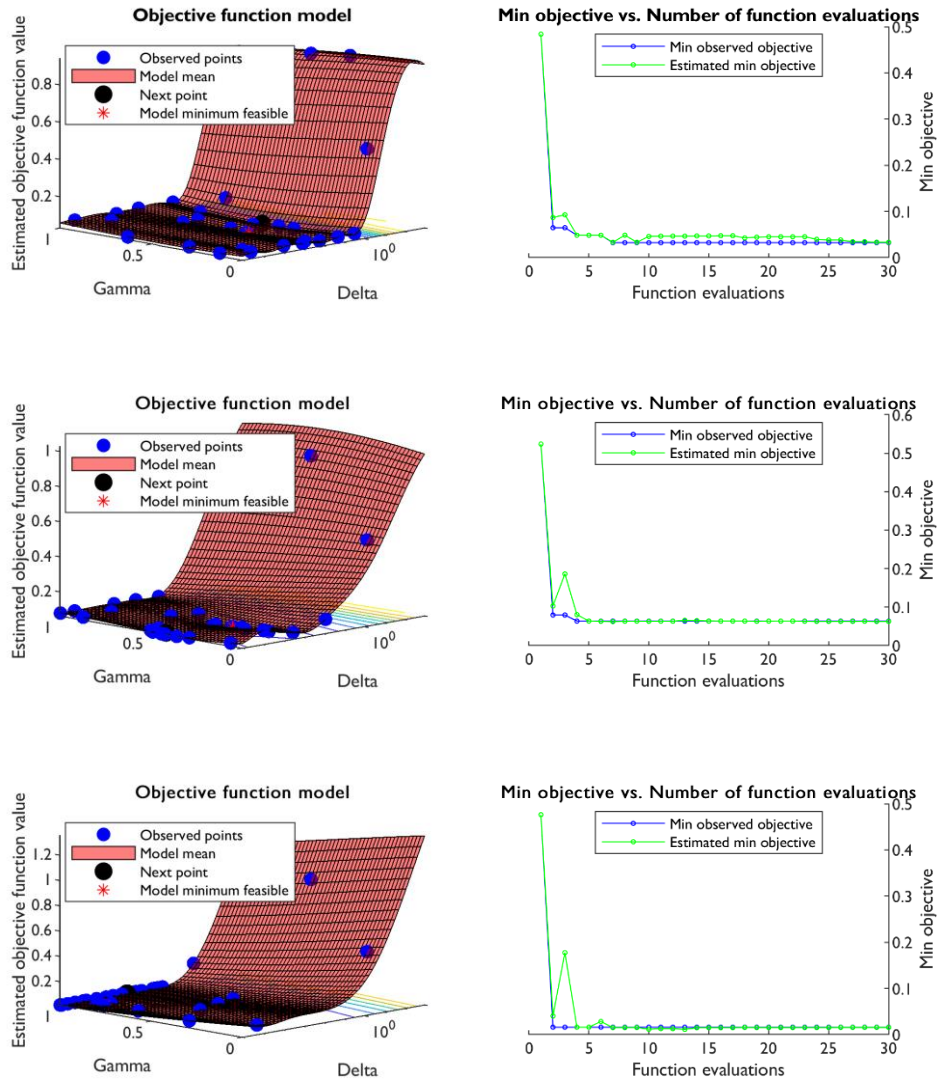 Objective function model
Observed points
Model mean
Next point
Model minimum feasible
Estimated objective function value
0.8
0.6
0.4
0.2
1
0.5
0
10^0
Gamma
Delta
Min objective vs. Number of function evaluations
Min observed objective
Estimated min objective
0.5
0.4
0.3
0.2
0.1
0
Min objective
0 5 10 15 20 25 30
Function evaluations
Objective function model
Observed points
Model mean
Next point
Model minimum feasible
Estimated objective function value
1
0.8
0.6
0.4
0.2
1
0.5
0
10^0
Gamma
Delta
Min objective vs. Number of function evaluations
Min observed objective
Estimated min objective
0.6
0.5
0.4
0.3
0.2
0.1
0
Min objective
0 5 10 15 20 25 30
Function evaluations
Objective function model
Observed points
Model mean
Next point
Model minimum feasible
Estimated objective function value
1.2
1
0.8
0.6
0.4
0.2
1
0.5
0
10^0
Gamma
Delta
Min objective vs. Number of function evaluations
Min observed objective
Estimated min objective
0.5
0.4
0.3
0.2
0.1
0
Min objective
0 5 10 15 20 25 30
Function evaluations